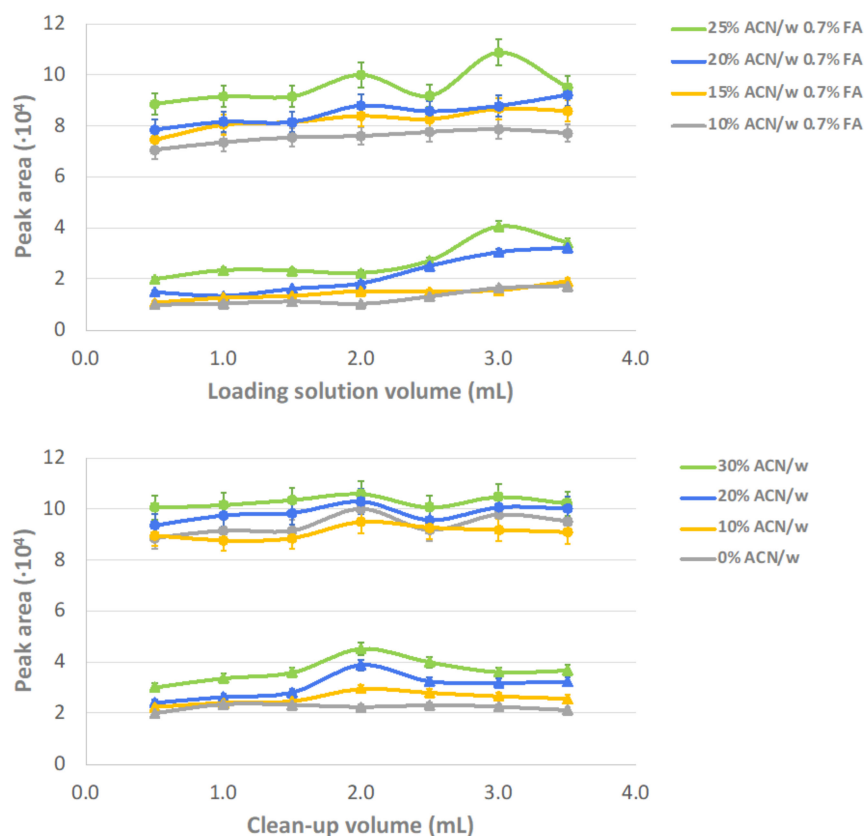 12
10
8
6
4
2
0
Peak area (·10⁴)
0.0 1.0 2.0 3.0 4.0
Loading solution volume (mL)
25% ACN/w 0.7% FA
20% ACN/w 0.7% FA
15% ACN/w 0.7% FA
10% ACN/w 0.7% FA
12
10
8
6
4
2
0
Peak area (·10⁴)
0.0 1.0 2.0 3.0 4.0
Clean-up volume (mL)
30% ACN/w
20% ACN/w
10% ACN/w
0% ACN/w